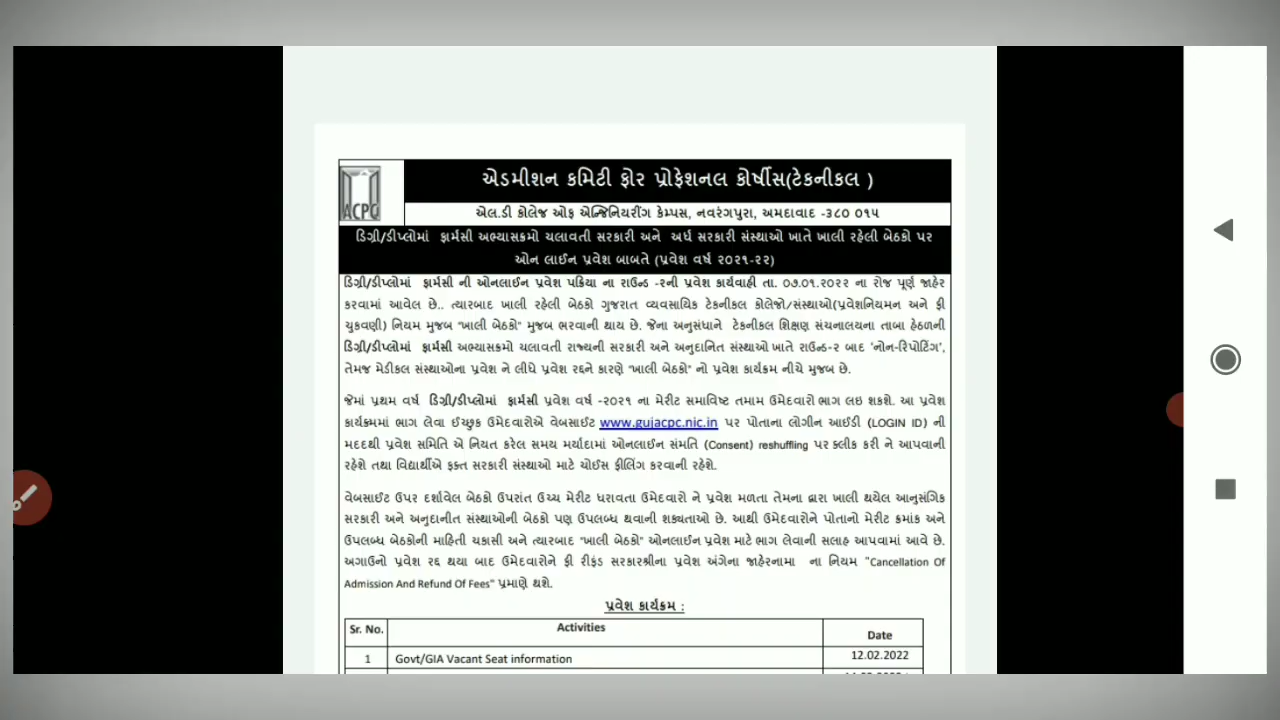 એડમીશન કમિટી ફોર પ્રોફેશનલ કોર્ષીસ(ટેકનીકલ )
ACPC
એલ.ડી કોલેજ ઓફ એન્જિનિયરીંગ કેમ્પસ, નવરંગપુરા, અમદાવાદ -૩૮૦ ૦૧૫
ડિગ્રી/ડીપ્લોમાં ફાર્મસી અભ્યાસક્રમો ચલાવતી સરકારી અને અર્ધ સરકારી સંસ્થાઓ ખાતે ખાલી રહેલી બેઠકો પર
ઓન લાઈન પ્રવેશ બાબતે (પ્રવેશ વર્ષ ૨૦૨૧-૨૨)
ડિગ્રી/ડીપ્લોમાં ફાર્મસી ની ઓનલાઈન પ્રવેશ પક્રિયા ના રાઉન્ડ -૨ની પ્રવેશ કાર્યવાહી તા. ૦૭.૦૧.૨૦૨૨ ના રોજ પૂર્ણ જાહેર
કરવામાં આવેલ છે.. ત્યારબાદ ખાલી રહેલી બેઠકો ગુજરાત વ્યવસાયિક ટેકનીકલ કોલેજો/સંસ્થાઓ(પ્રવેશનિયમન અને ફી
ચુકવણી) નિયમ મુજબ "ખાલી બેઠકો" મુજબ ભરવાની થાય છે. જેના અનુસંધાને ટેકનીકલ શિક્ષણ સંચનાલયના તાબા હેઠળની
ડિગ્રી/ડીપ્લોમાં ફાર્મસી અભ્યાસક્રમો ચલાવતી રાજ્યની સરકારી અને અનુદાનિત સંસ્થાઓ ખાતે રાઉન્ડ-૨ બાદ 'નોન-રિપોર્ટિંગ',
તેમજ મેડીકલ સંસ્થાઓના પ્રવેશ ને લીધે પ્રવેશ રદ્દને કારણે "ખાલી બેઠકો" નો પ્રવેશ કાર્યક્રમ નીચે મુજબ છે.
જેમાં પ્રથમ વર્ષ ડિગ્રી/ડીપ્લોમાં ફાર્મસી પ્રવેશ વર્ષ -૨૦૨૧ ના મેરીટ સમાવિષ્ટ તમામ ઉમેદવારો ભાગ લઇ શકશે. આ પ્રવેશ
કાર્યક્રમમાં ભાગ લેવા ઈચ્છુક ઉમેદવારોએ વેબસાઈટ www.gujacpc.nic.in પર પોતાના લોગીન આઈડી (LOGIN ID) ની
મદદથી પ્રવેશ સમિતિ એ નિયત કરેલ સમય મર્યાદામાં ઓનલાઈન સંમતિ (Consent) reshuffling પર ક્લીક કરી ને આપવાની
રહેશે તથા વિદ્યાર્થીએ ફક્ત સરકારી સંસ્થાઓ માટે ચોઈસ ફીલિંગ કરવાની રહેશે.
વેબસાઈટ ઉપર દર્શાવેલ બેઠકો ઉપરાંત ઉચ્ચ મેરીટ ધરાવતા ઉમેદવારો ને પ્રવેશ મળતા તેમના દ્વારા ખાલી થયેલ આનુસંગિક
સરકારી અને અનુદાનીત સંસ્થાઓની બેઠકો પણ ઉપલબ્ધ થવાની શક્યતાઓ છે. આથી ઉમેદવારોને પોતાનો મેરીટ ક્રમાંક અને
ઉપલબ્ધ બેઠકોની માહિતી ચકાસી અને ત્યારબાદ "ખાલી બેઠકો" ઓનલાઈન પ્રવેશ માટે ભાગ લેવાની સલાહ આપવામાં આવે છે.
અગાઉનો પ્રવેશ રદ્દ થયા બાદ ઉમેદવારોને ફી રીફંડ સરકારશ્રીના પ્રવેશ અંગેના જાહેરનામા ના નિયમ "Cancellation Of
Admission And Refund Of Fees" પ્રમાણે થશે.
પ્રવેશ કાર્યક્રમ :
Sr. No. Activities Date
1 Govt/GIA Vacant Seat information 12.02.2022